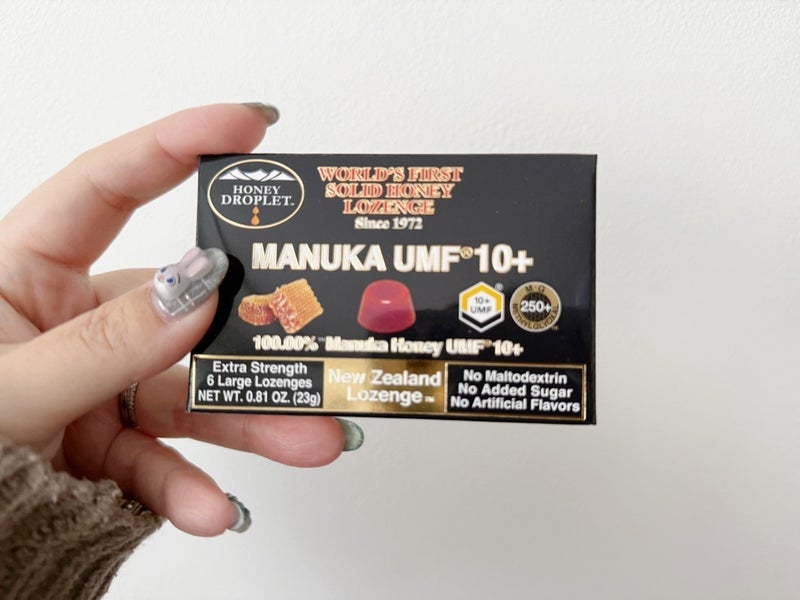 HONEY
DROPLET.
WORLD'S FIRST
SOLID HONEY
LOZENGE
Since 1972
MANUKA UMF® 10+
10+
UMF®
MGO
250+
METHYLGLYOXAL
100.00%™ Manuka Honey UMF® 10+
Extra Strength
6 Large Lozenges
NET WT. 0.81 OZ. (23g)
New Zealand
Lozenge™
No Maltodextrin
No Added Sugar
No Artificial Flavors